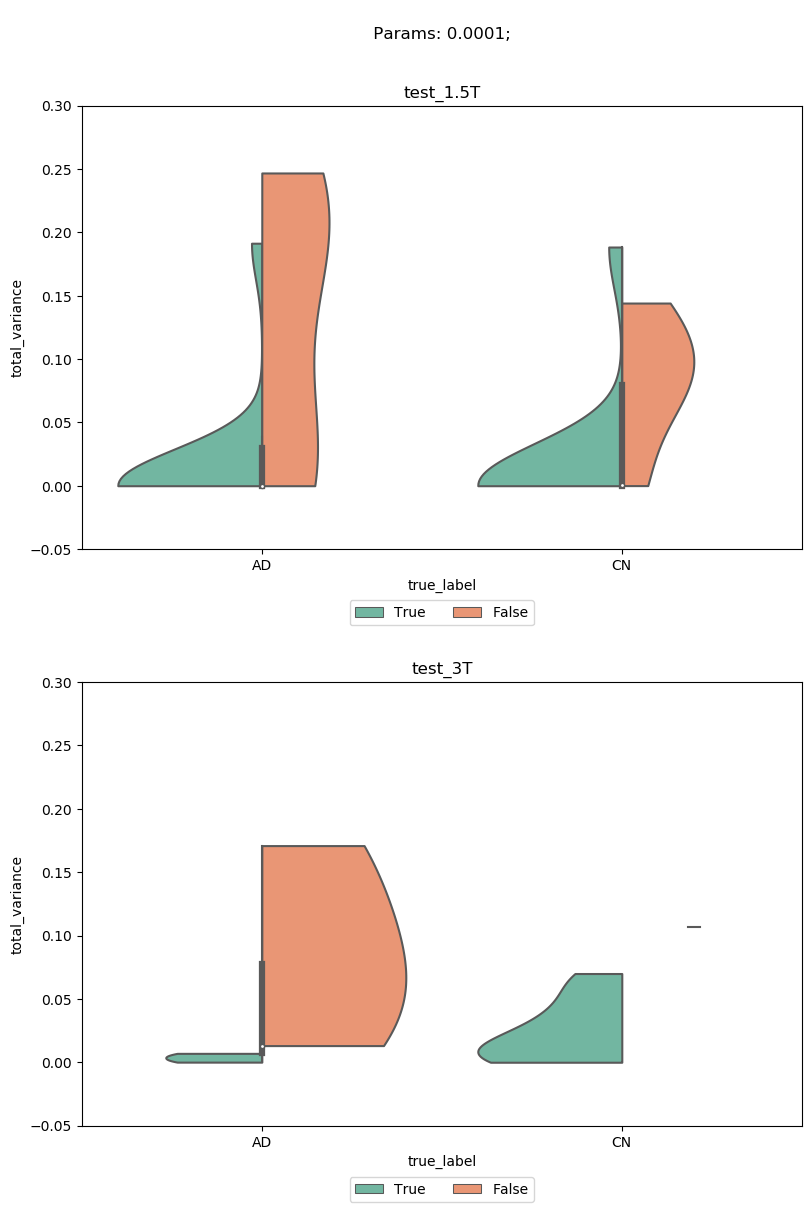 Params: 0.0001;
test_1.5T
0.30
0.25
0.20
0.15
0.10
0.05
0.00
−0.05
total_variance
AD CN
true_label
True False
test_3T
0.30
0.25
0.20
0.15
0.10
0.05
0.00
−0.05
total_variance
AD CN
true_label
True False